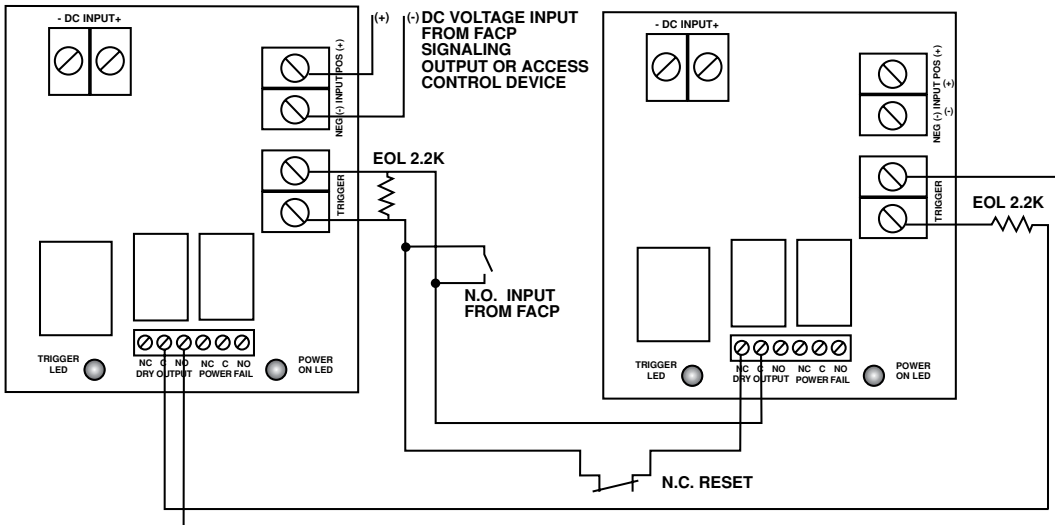 - DC INPUT+
(+)
(-)
DC VOLTAGE INPUT
FROM FACP
SIGNALING
OUTPUT OR ACCESS
CONTROL DEVICE
NEG (-) INPUT POS (+)
EOL 2.2K
TRIGGER
N.O. INPUT
FROM FACP
TRIGGER
LED
NC C NO NC C NO
DRY OUTPUT POWER FAIL
POWER
ON LED
- DC INPUT+
NEG (-) INPUT POS (+)
(-) (+)
TRIGGER
EOL 2.2K
TRIGGER
LED
NC C NO NC C NO
DRY OUTPUT POWER FAIL
POWER
ON LED
N.C. RESET